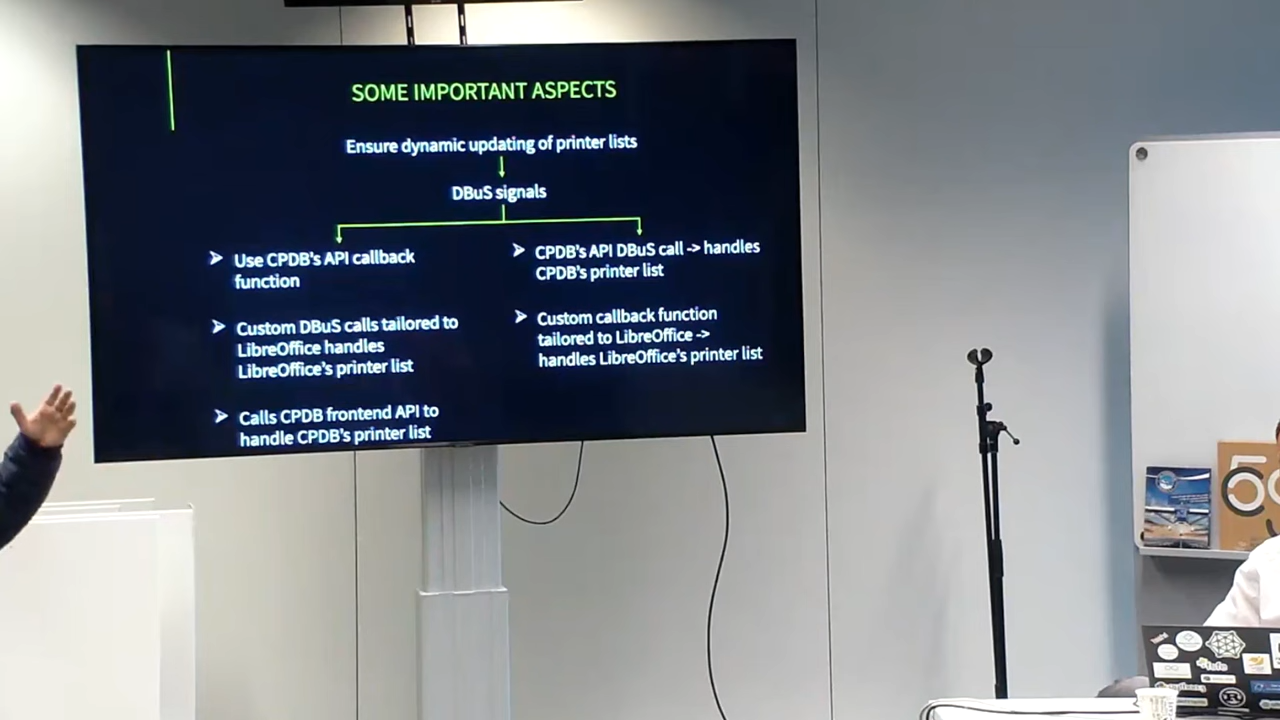 SOME IMPORTANT ASPECTS
Ensure dynamic updating of printer lists
DBuS signals
➢ Use CPDB's API callback
function
➢ Custom DBuS calls tailored to
LibreOffice handles
LibreOffice's printer list
➢ Calls CPDB frontend API to
handle CPDB's printer list
➢ CPDB's API DBuS call -> handles
CPDB's printer list
➢ Custom callback function
tailored to LibreOffice ->
handles LibreOffice's printer list